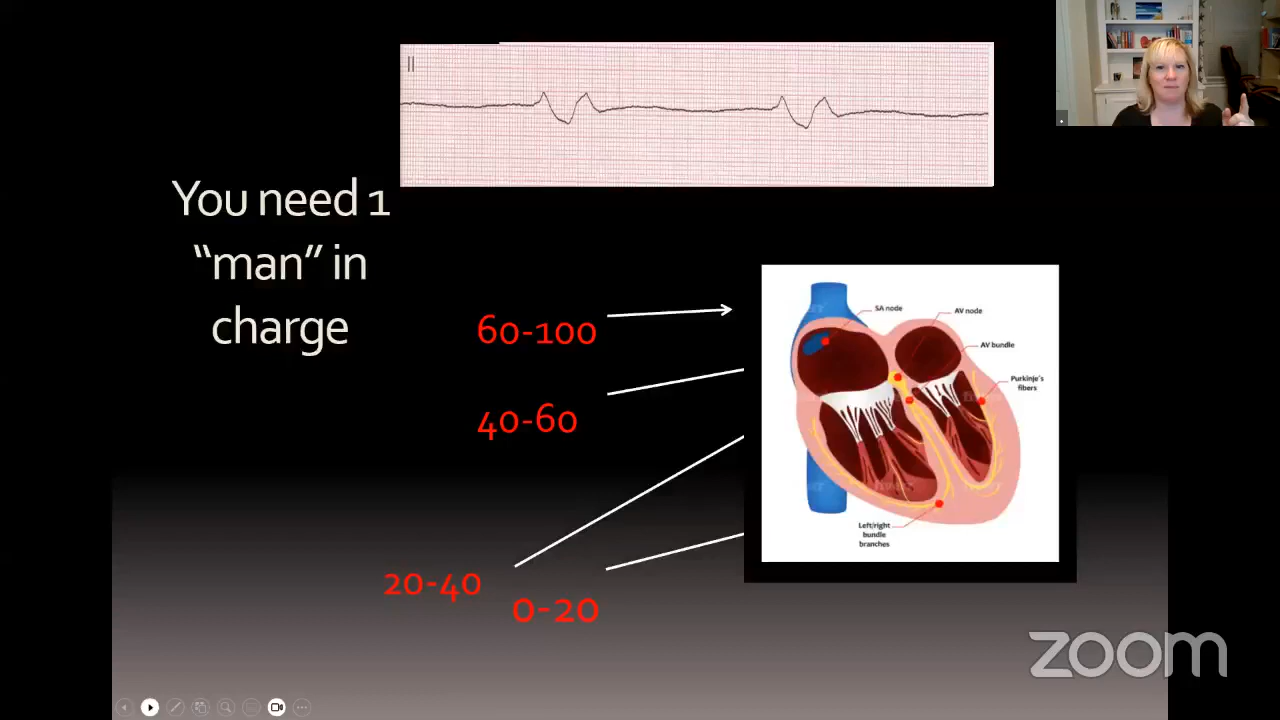 II
You need 1
“man” in
charge
60-100
40-60
20-40
0-20
SA node
AV node
AV bundle
Purkinje's
fibers
Left/right
bundle
branches
zoom